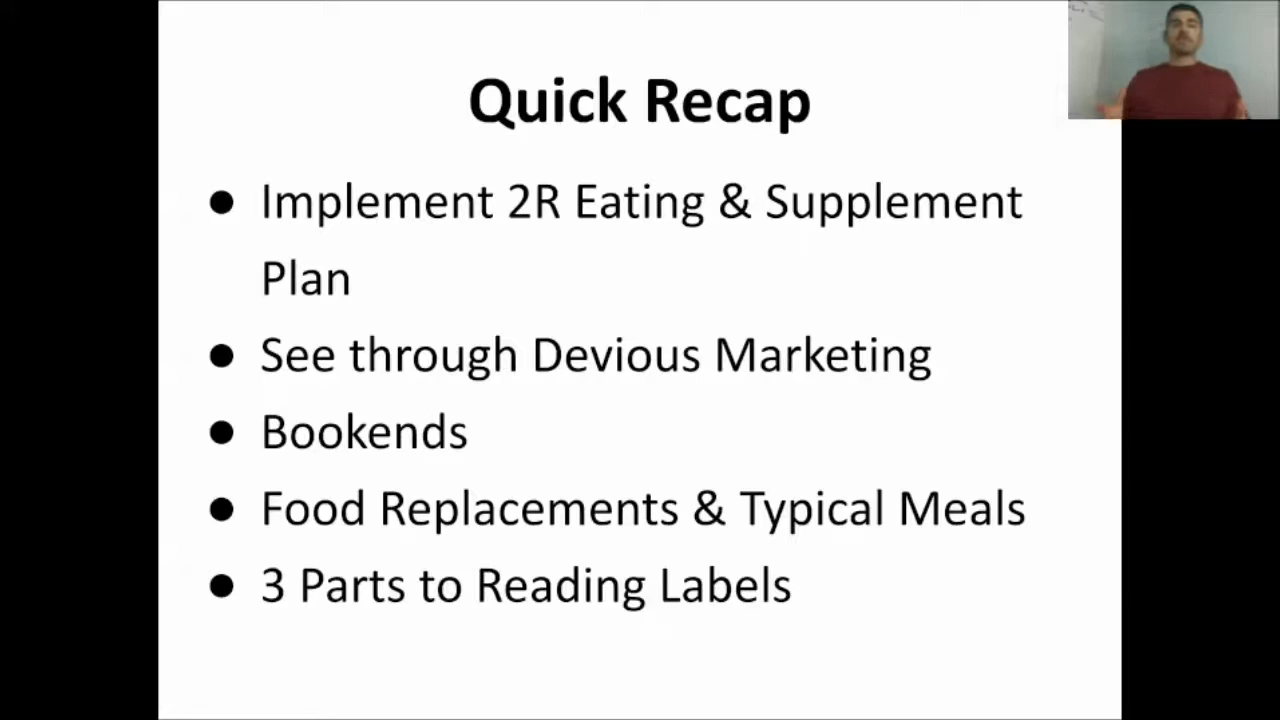 Quick Recap
● Implement 2R Eating & Supplement
Plan
● See through Devious Marketing
● Bookends
● Food Replacements & Typical Meals
● 3 Parts to Reading Labels